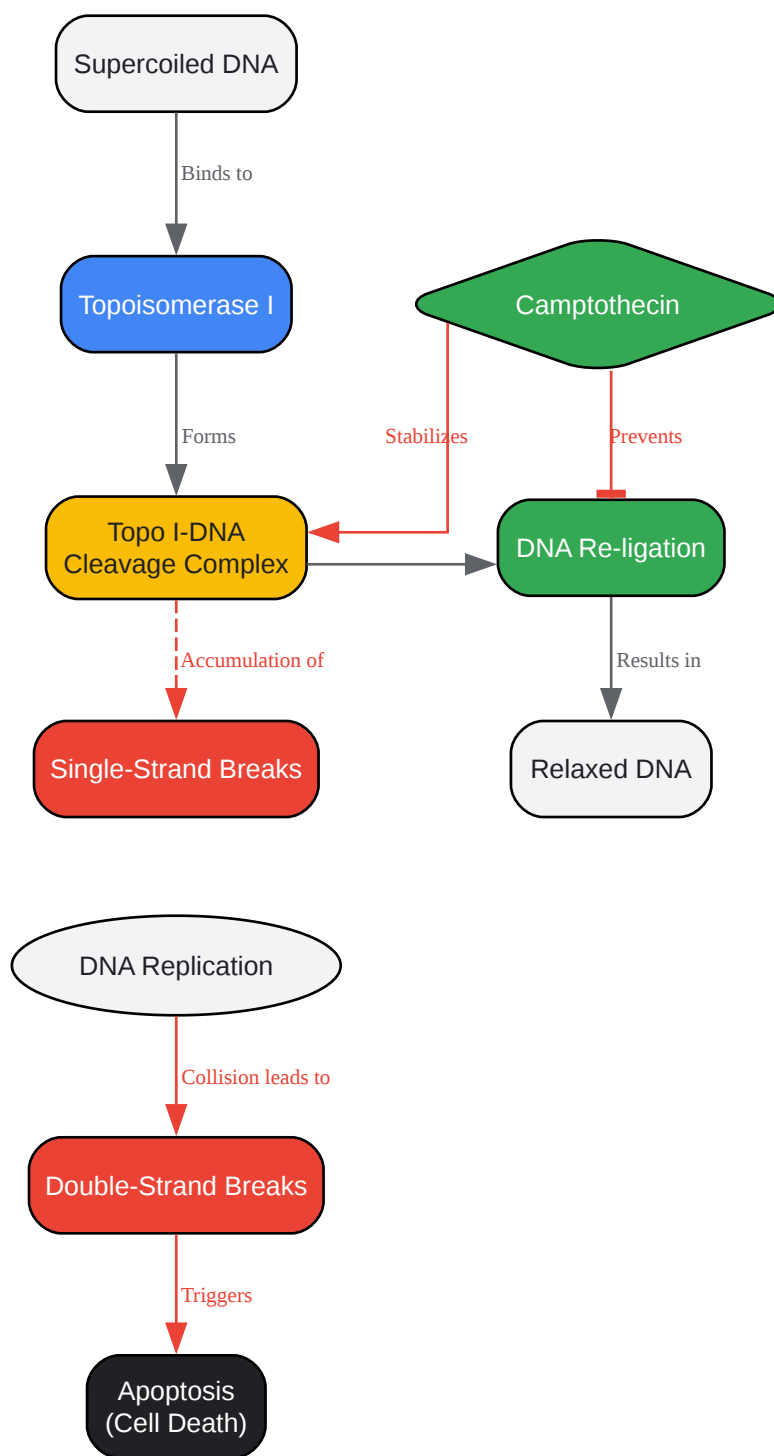 Supercoiled DNA
Binds to
Topoisomerase I
Camptothecin
Forms
Stabilizes
Prevents
Topo I-DNA
Cleavage Complex
DNA Re-ligation
Accumulation of
Results in
Single-Strand Breaks
Relaxed DNA
DNA Replication
Collision leads to
Double-Strand Breaks
Triggers
Apoptosis
(Cell Death)